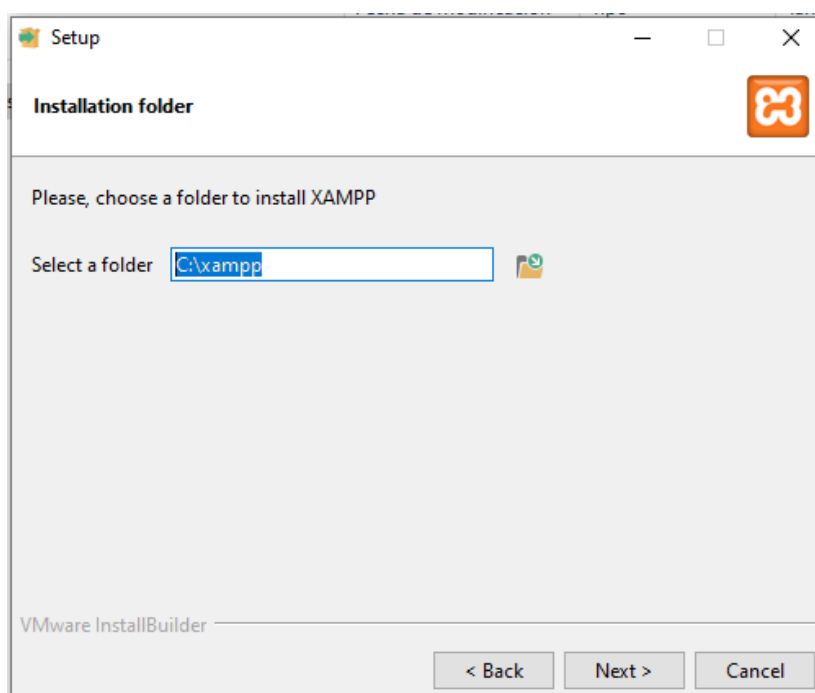 Setup
Installation folder
Please, choose a folder to install XAMPP
Select a folder C:\xampp
VMware InstallBuilder
< Back Next > Cancel